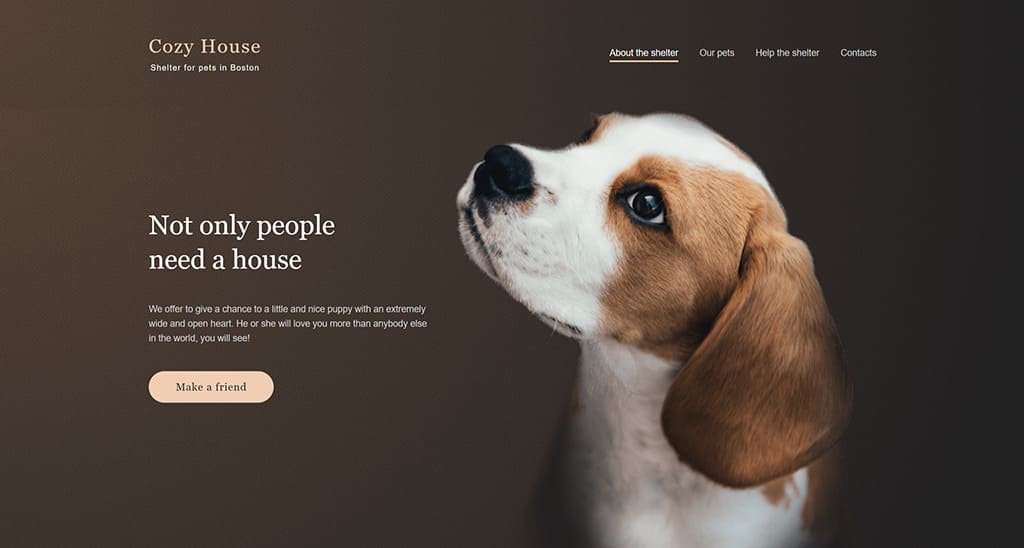 Cozy House
Shelter for pets in Boston
About the shelter
Our pets
Help the shelter
Contacts
Not only people
need a house
We offer to give a chance to a little and nice puppy with an extremely
wide and open heart. He or she will love you more than anybody else
in the world, you will see!
Make a friend